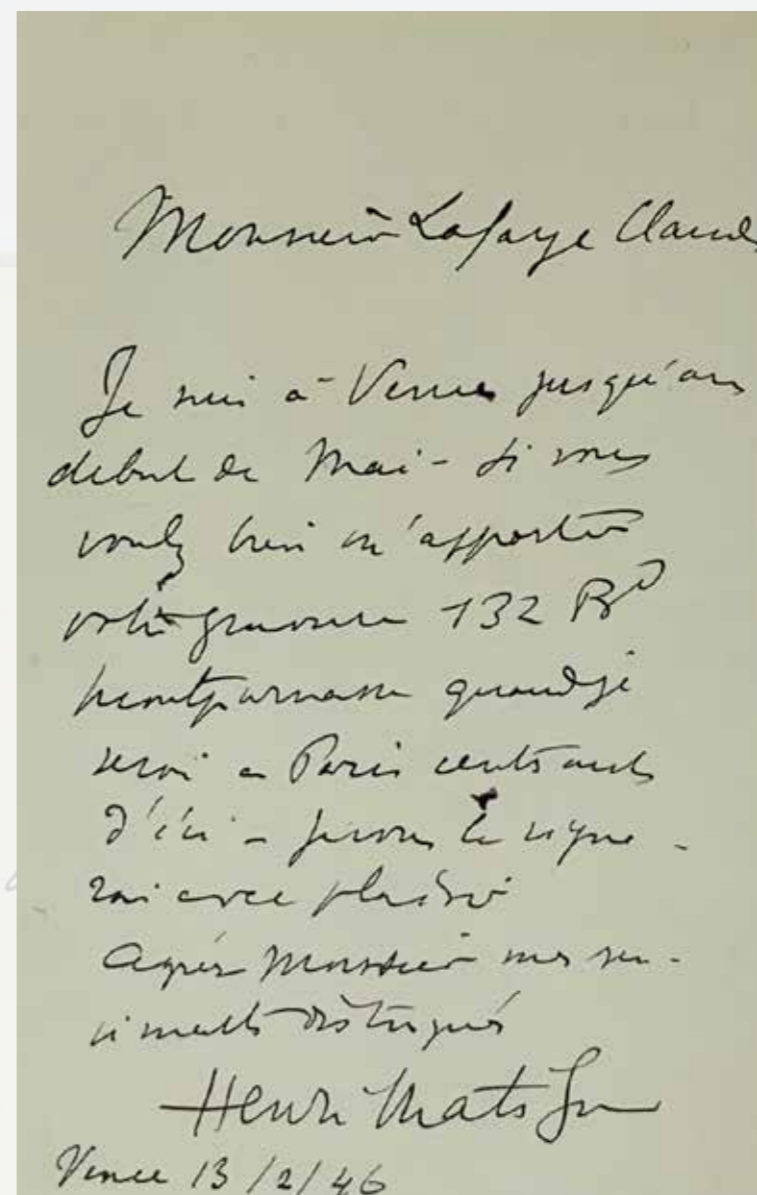 Monsieur Lafaye Claude
Je suis à Vence jusqu'au
debut de Mai - Si vous
voulez bien m'apporter
votre gravure 132 Bd
Montparnasse quand je
serai a Paris
d'ici - je vous la signe-
rai avec plaisir
Agréez Monsieur mes sen-
timents distingués
Henri Matisse
Vence 13/2/46